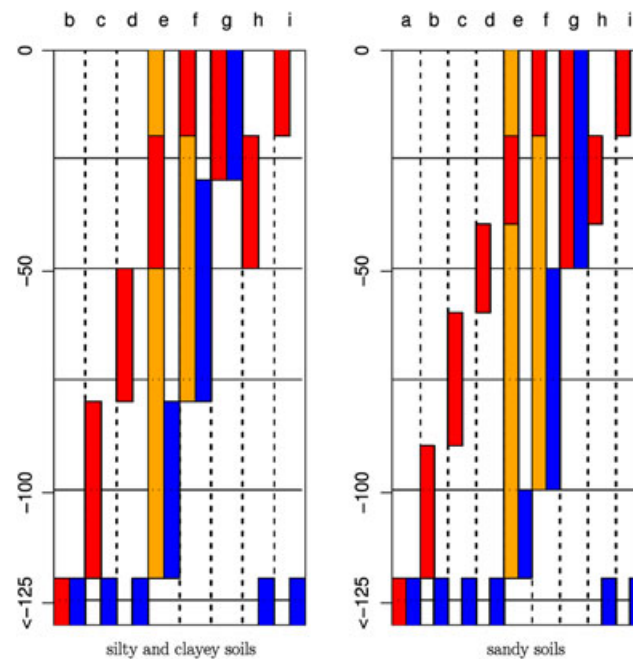 b c d e f g h i
a b c d e f g h i
0
−50
−100
<−125
0
−50
−100
<−125
silty and clayey soils
sandy soils